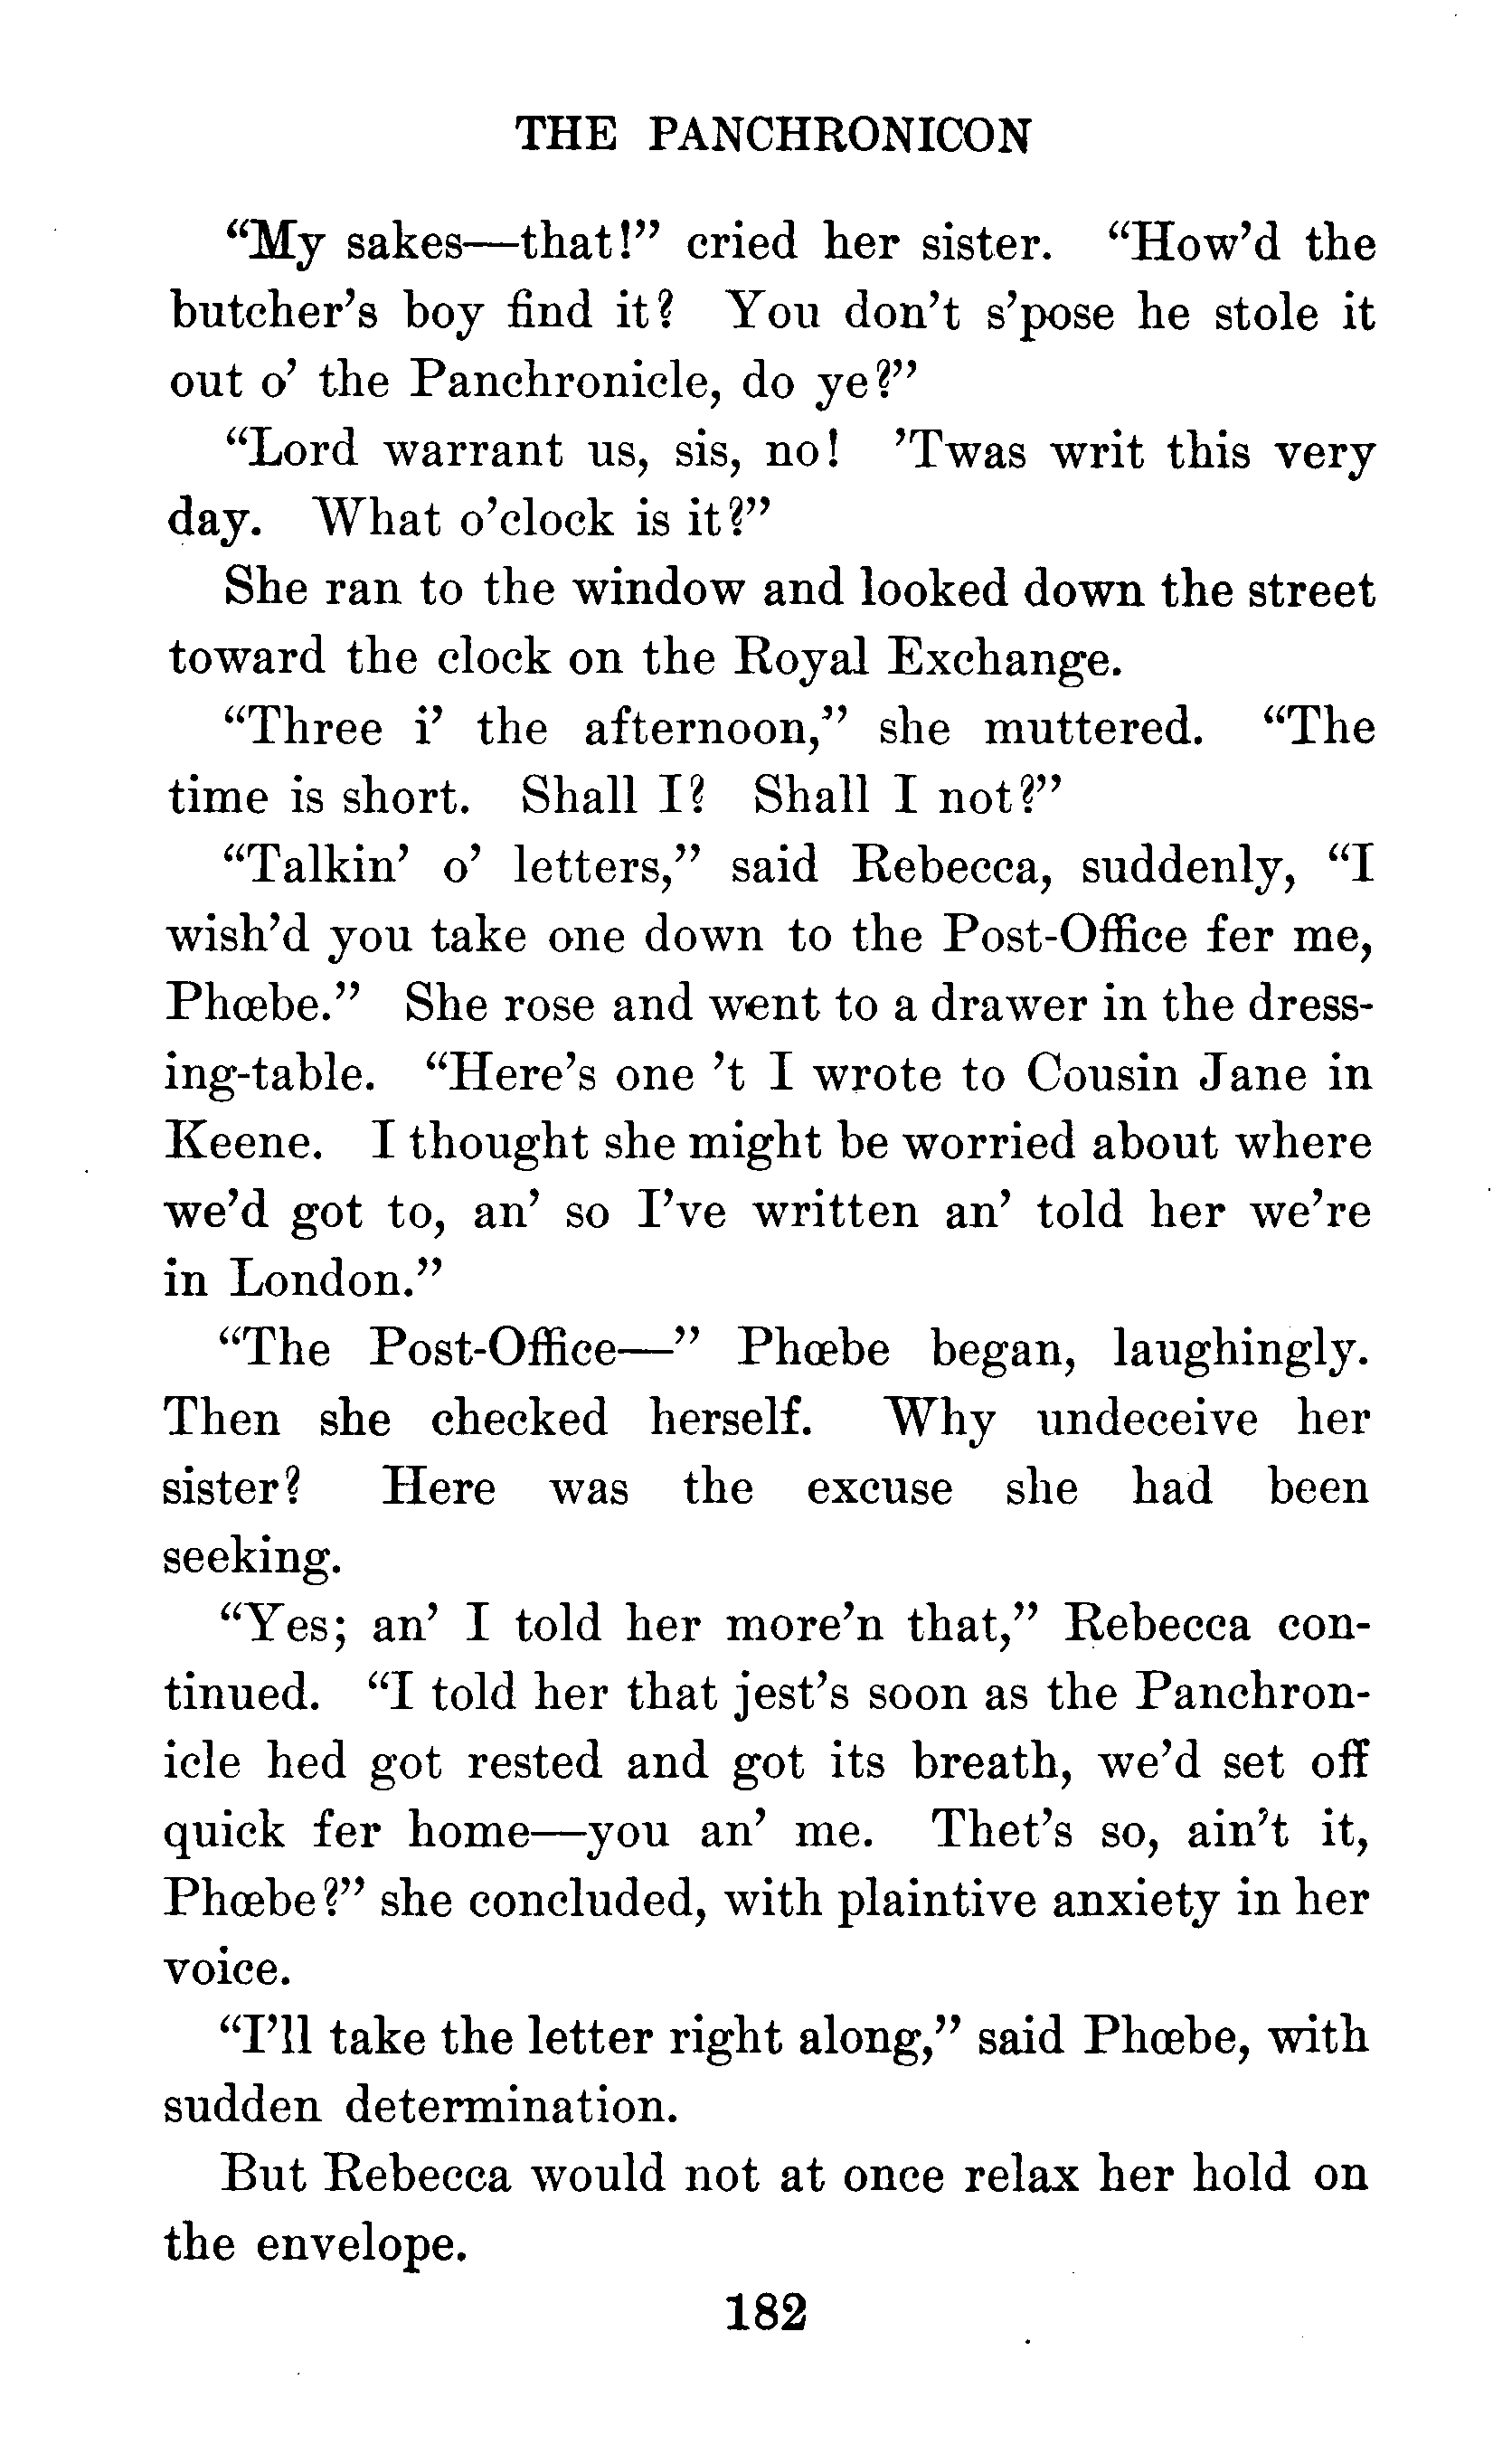 THE PANCHRONICON
“My sakes—that!” cried her sister. “How’d the
butcher’s boy find it? You don’t s’pose he stole it
out o’ the Panchronicle, do ye?”
“Lord warrant us, sis, no! ’Twas writ this very
day. What o’clock is it?”
She ran to the window and looked down the street
toward the clock on the Royal Exchange.
“Three i’ the afternoon,” she muttered. “The
time is short. Shall I? Shall I not?”
“Talkin’ o’ letters,” said Rebecca, suddenly, “I
wish’d you take one down to the Post-Office fer me,
Phœbe.” She rose and went to a drawer in the dress-
ing-table. “Here’s one ’t I wrote to Cousin Jane in
Keene. I thought she might be worried about where
we’d got to, an’ so I’ve written an’ told her we’re
in London.”
“The Post-Office—” Phœbe began, laughingly.
Then she checked herself. Why undeceive her
sister? Here was the excuse she had been
seeking.
“Yes; an’ I told her more’n that,” Rebecca con-
tinued. “I told her that jest’s soon as the Panchron-
icle hed got rested and got its breath, we’d set off
quick fer home—you an’ me. Thet’s so, ain’t it,
Phœbe?” she concluded, with plaintive anxiety in her
voice.
“I’ll take the letter right along,” said Phœbe, with
sudden determination.
But Rebecca would not at once relax her hold on
the envelope.
182